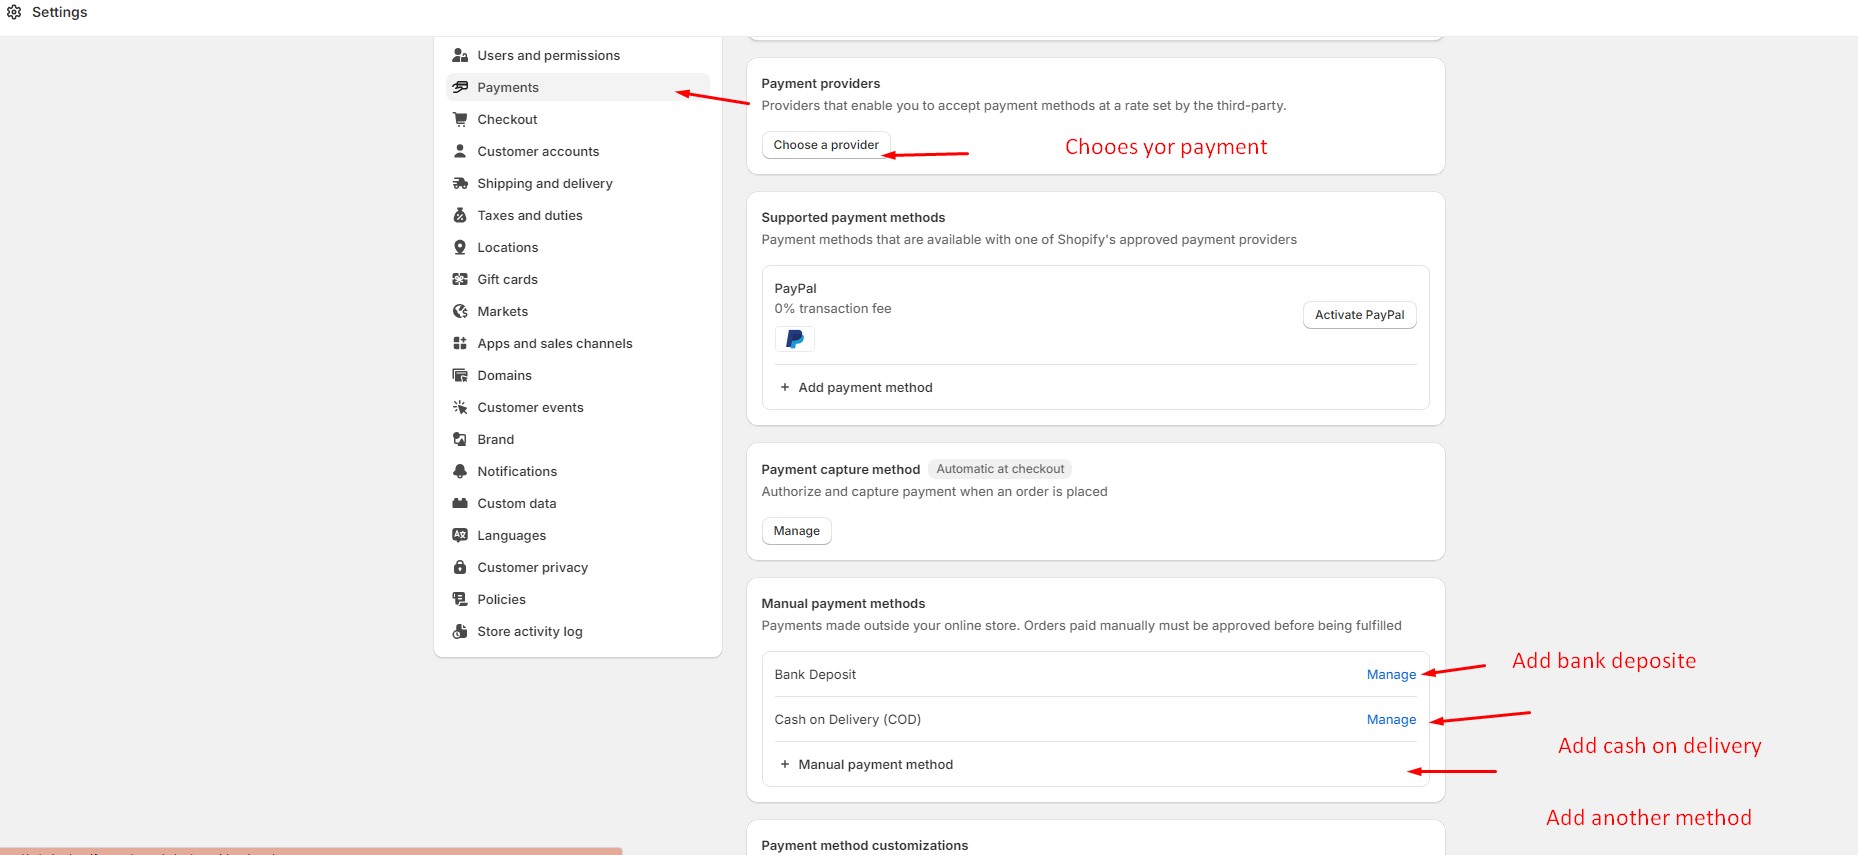 Settings
Users and permissions
Payments
Checkout
Customer accounts
Shipping and delivery
Taxes and duties
Locations
Gift cards
Markets
Apps and sales channels
Domains
Customer events
Brand
Notifications
Custom data
Languages
Customer privacy
Policies
Store activity log
Payment providers
Providers that enable you to accept payment methods at a rate set by the third-party.
Choose a provider
Chooes yor payment
Supported payment methods
Payment methods that are available with one of Shopify's approved payment providers
PayPal
0% transaction fee
Activate PayPal
+ Add payment method
Payment capture method Automatic at checkout
Authorize and capture payment when an order is placed
Manage
Manual payment methods
Payments made outside your online store. Orders paid manually must be approved before being fulfilled
Bank Deposit Manage
Add bank deposite
Cash on Delivery (COD) Manage
Add cash on delivery
+ Manual payment method
Add another method
Payment method customizations